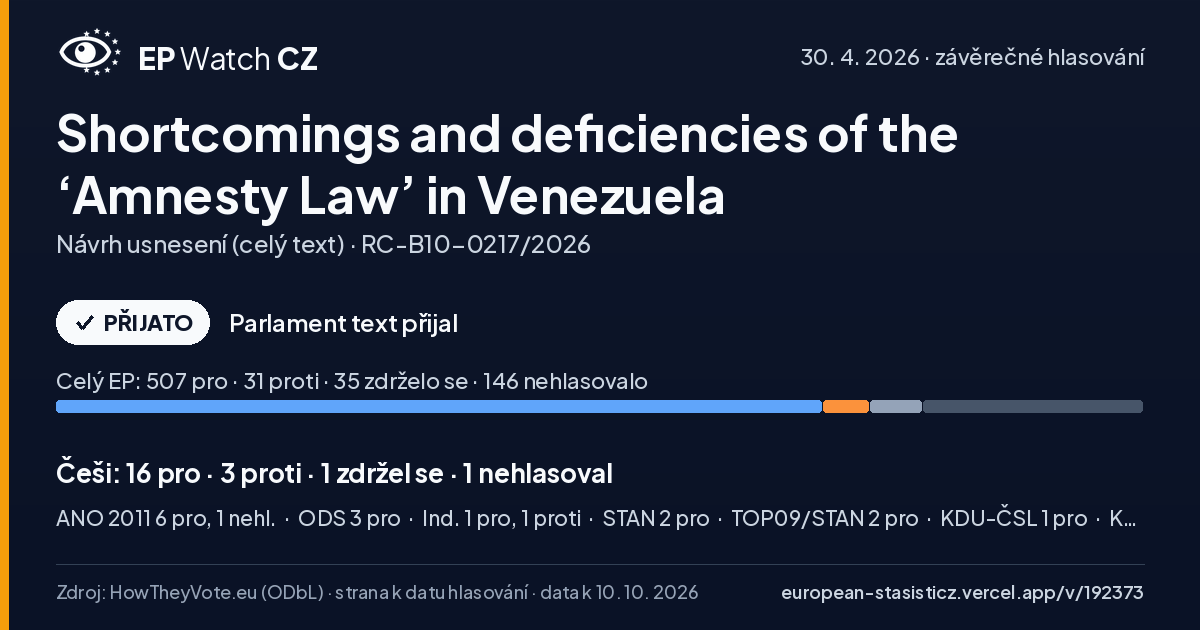 EP Watch CZ
30. 4. 2026 · závěrečné hlasování
Shortcomings and deficiencies of the
‘Amnesty Law’ in Venezuela
Návrh usnesení (celý text) · RC-B10-0217/2026
✓ PŘIJATO
Parlament text přijal
Celý EP: 507 pro · 31 proti · 35 zdrželo se · 146 nehlasovalo
Češi: 16 pro · 3 proti · 1 zdržel se · 1 nehlasoval
ANO 2011 6 pro, 1 nehl. · ODS 3 pro · Ind. 1 pro, 1 proti · STAN 2 pro · TOP09/STAN 2 pro · KDU-ČSL 1 pro · K…
Zdroj: HowTheyVote.eu (ODbL) · strana k datu hlasování · data k 10. 10. 2026
european-stasisticz.vercel.app/v/192373